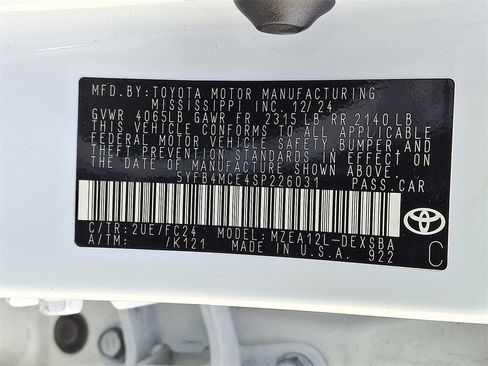 MFD. BY: TOYOTA MOTOR MANUFACTURING
MISSISSIPPI INC. 12/24
GVWR 4065LB GAWR FR 2315 LB RR 2140 LB
THIS VEHICLE CONFORMS TO ALL APPLICABLE
FEDERAL MOTOR VEHICLE SAFETY, BUMPER, AND
THEFT PREVENTION STANDARDS IN EFFECT ON
THE DATE OF MANUFACTURE SHOWN ABOVE.
5YFB4MCE4SP226031 PASS. CAR
C/TR: 2UE/FC24 MODEL: MZEA12L-DEXSBA
A/TM: /K121 MADE IN U.S.A. 922
C